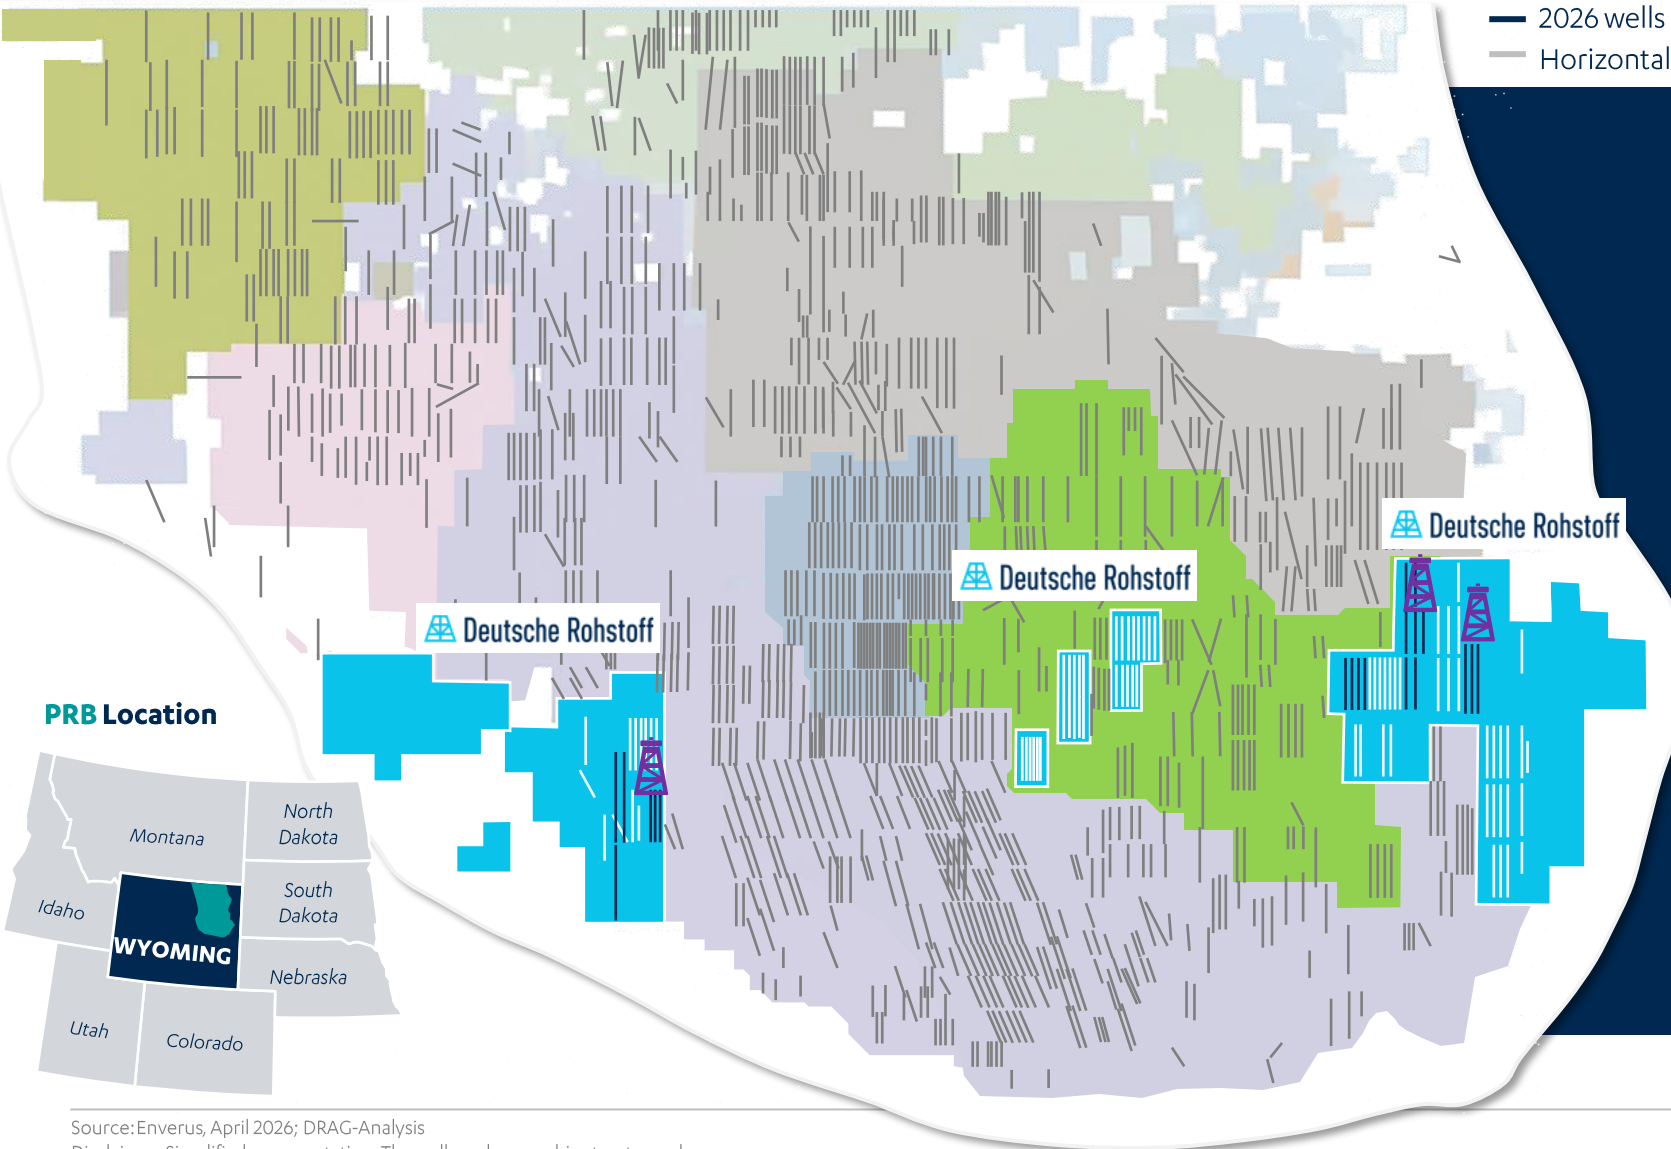 2026 wells
Horizontal
Deutsche Rohstoff
Deutsche Rohstoff
Deutsche Rohstoff
PRB Location
Montana
North
Dakota
South
Dakota
Idaho
WYOMING
Nebraska
Utah
Colorado
Source: Enverus, April 2026; DRAG-Analysis